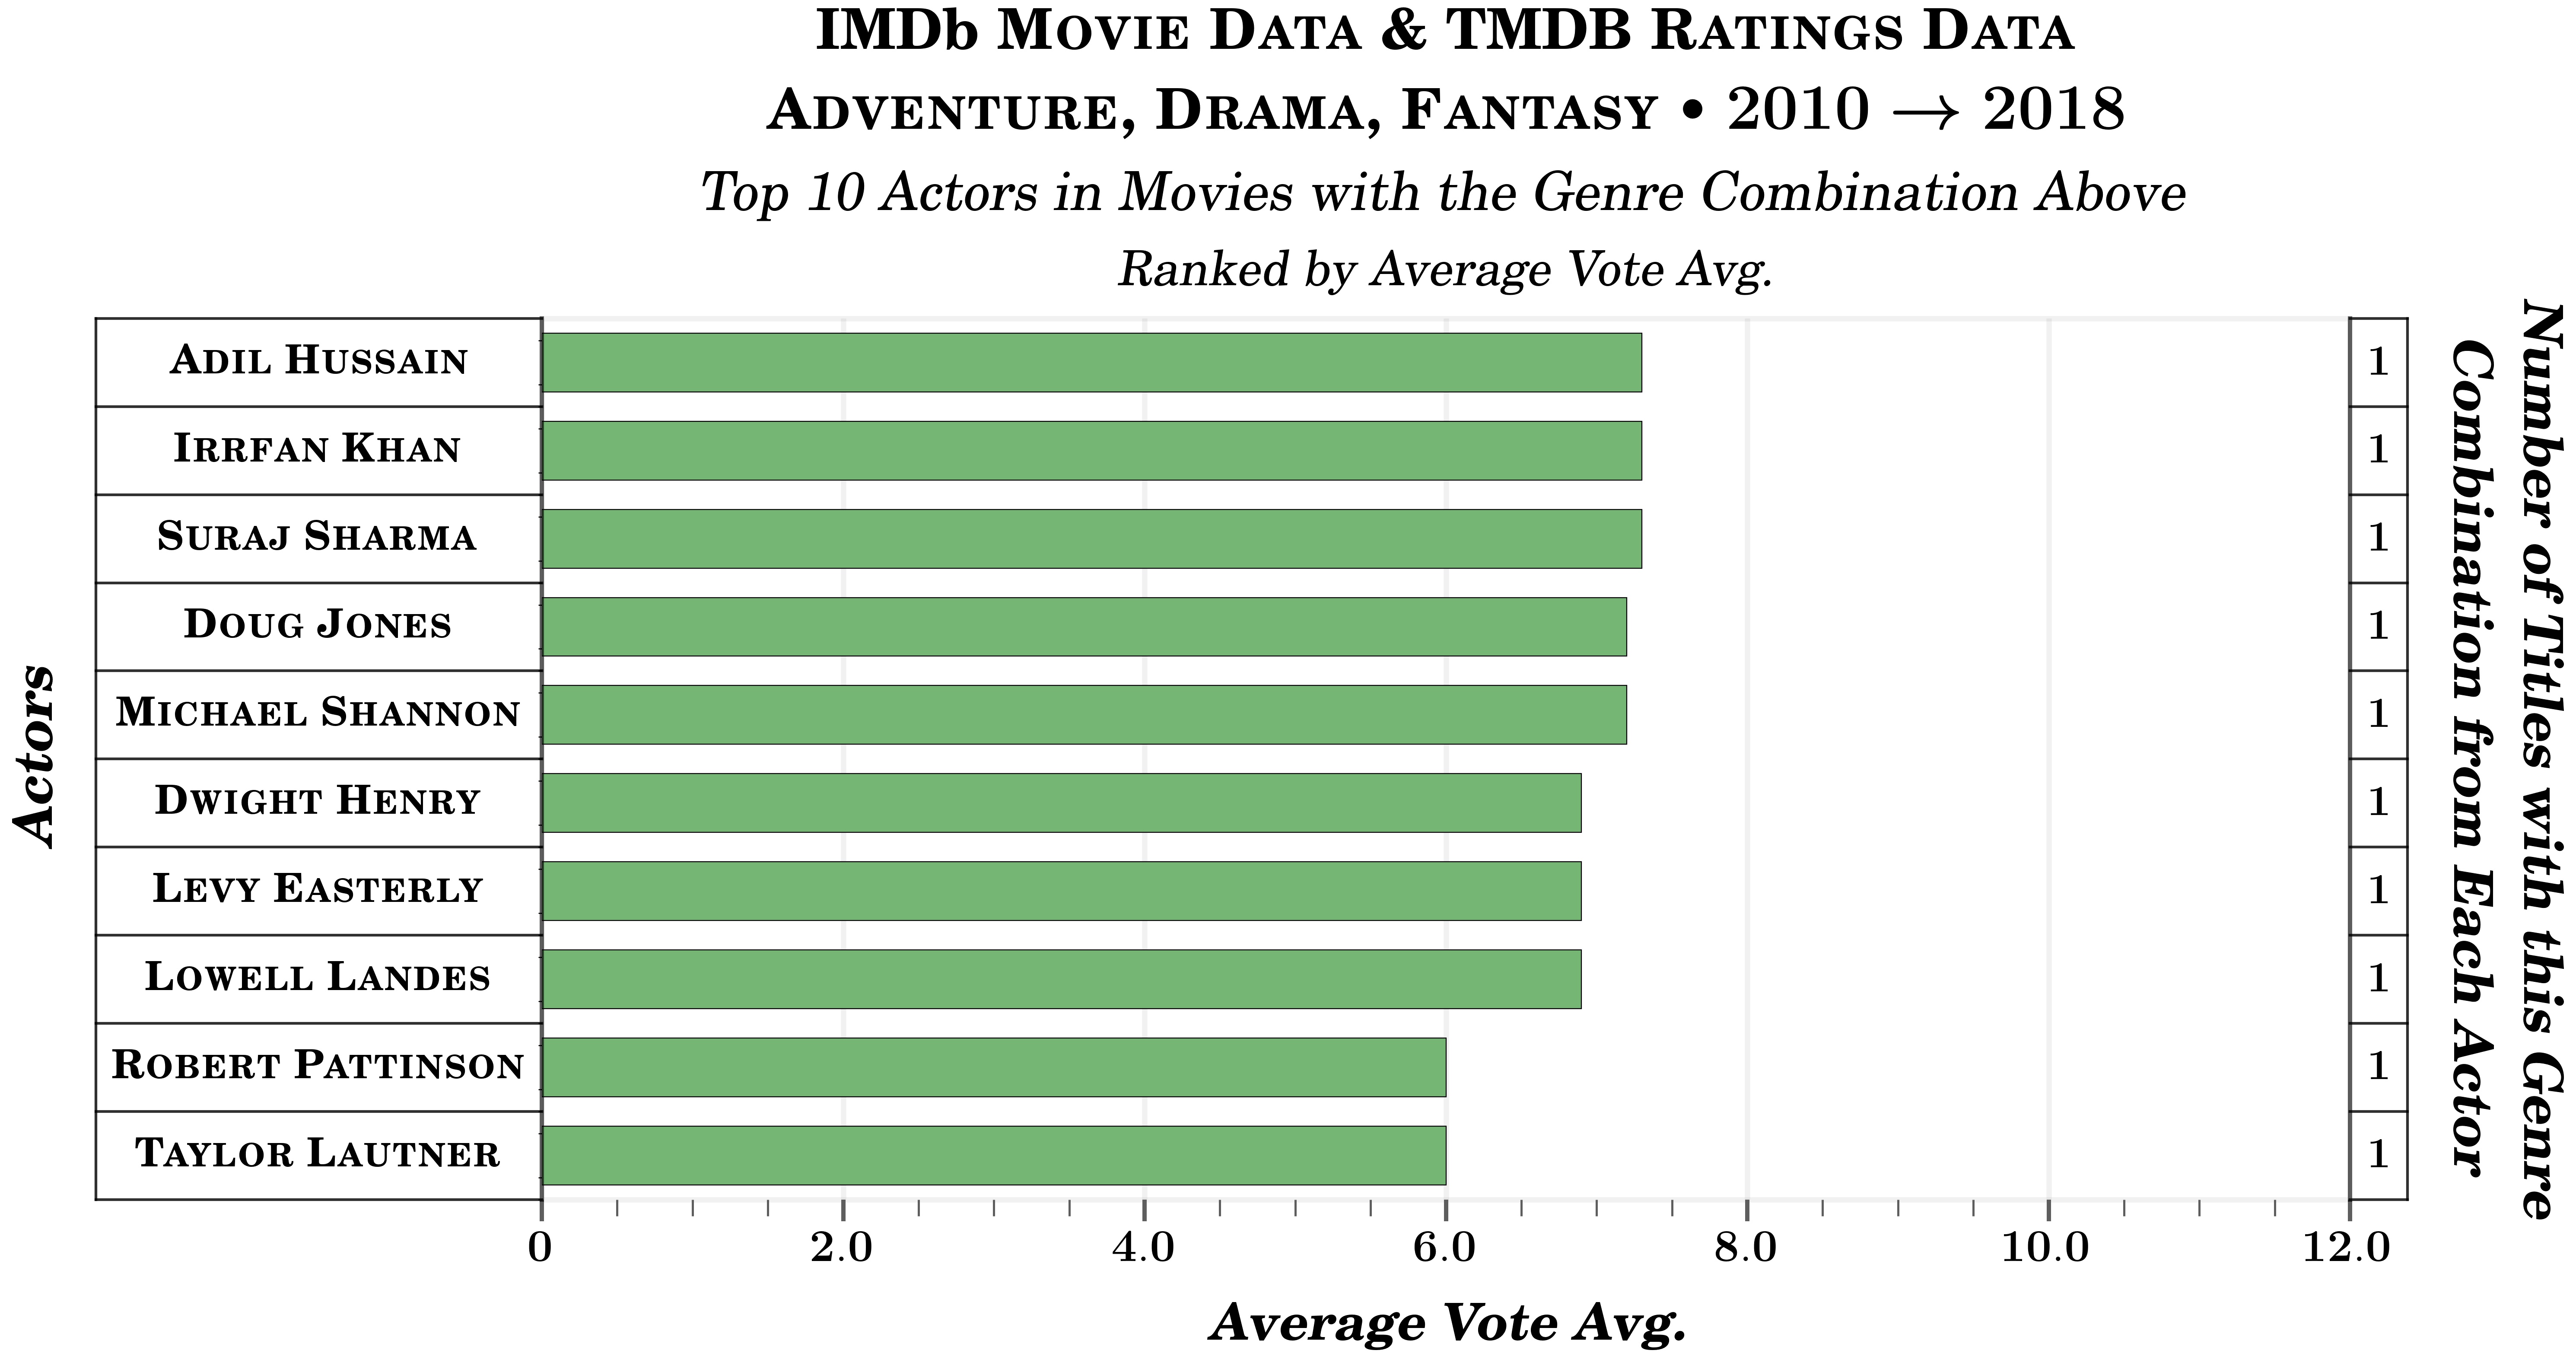 IMDb Movie Data & TMDB Ratings Data
Adventure, Drama, Fantasy • 2010 → 2018
Top 10 Actors in Movies with the Genre Combination Above
Ranked by Average Vote Avg.
Actors
Adil Hussain 1
Irrfan Khan 1
Suraj Sharma 1
Doug Jones 1
Michael Shannon 1
Dwight Henry 1
Levy Easterly 1
Lowell Landes 1
Robert Pattinson 1
Taylor Lautner 1
0 2.0 4.0 6.0 8.0 10.0 12.0
Average Vote Avg.
Number of Titles with this Genre
Combination from Each Actor